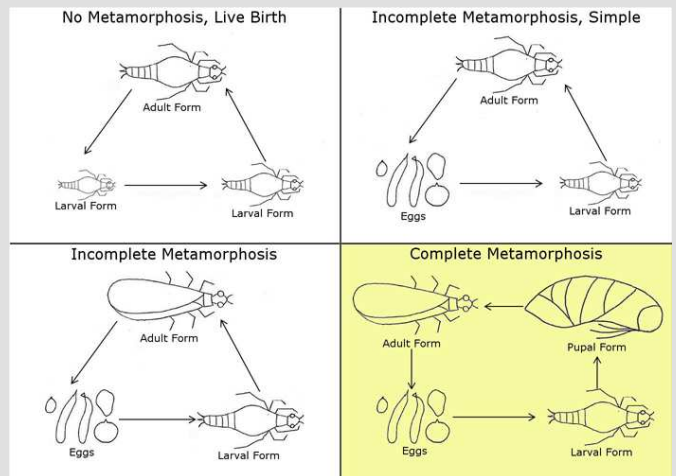 No Metamorphosis, Live Birth
Adult Form
Larval Form
Larval Form
Incomplete Metamorphosis, Simple
Adult Form
Eggs
Larval Form
Incomplete Metamorphosis
Adult Form
Eggs
Larval Form
Complete Metamorphosis
Adult Form
Pupal Form
Eggs
Larval Form